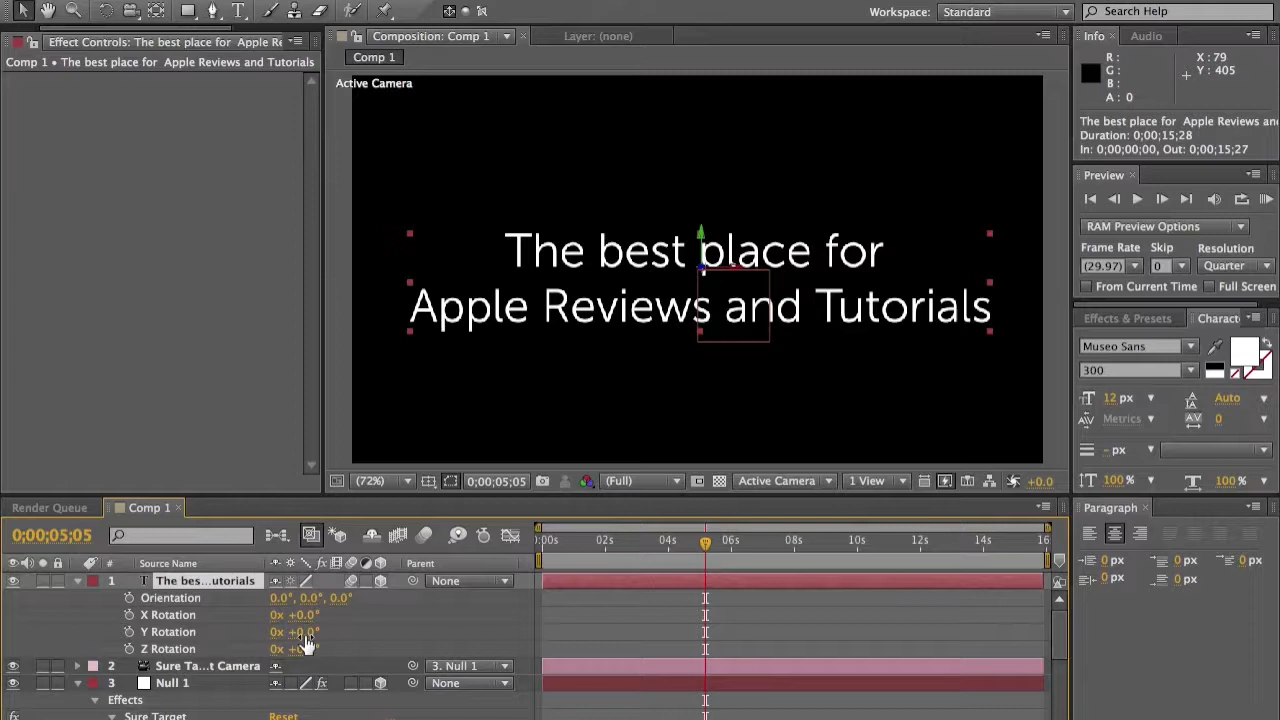 Workspace: Standard
Search Help
Effect Controls: The best place for Apple Re
Composition: Comp 1
Layer: (none)
Info
Audio
Comp 1 • The best place for Apple Reviews and Tutorials
Comp 1
R :
G :
B :
A : 0
X : 79
Y : 405
Active Camera
The best place for Apple Reviews an
Duration: 0;00;15;28
In: 0;00;00;00, Out: 0;00;15;27
Preview
RAM Preview Options
Frame Rate Skip Resolution
(29.97) 0 Quarter
From Current Time Full Screen
The best place for
Apple Reviews and Tutorials
Effects & Presets Charact
Museo Sans
300
12 px Auto
Metrics 0
- px
100 % 100 %
(72%) 0;00;05;05 (Full) Active Camera 1 View +0.0
Render Queue Comp 1
Paragraph
0;00;05;05
0:00s 02s 04s 06s 08s 10s 12s 14s 16
# Source Name Parent
0 px 0 px 0 px
0 px 0 px
1 T The bes...utorials None
Orientation 0.0°, 0.0°, 0.0°
X Rotation 0x +0.0°
Y Rotation 0x +0.0°
Z Rotation 0x
2 Sure Ta...t Camera 3. Null 1
3 Null 1 None
Effects
Sure Target Reset